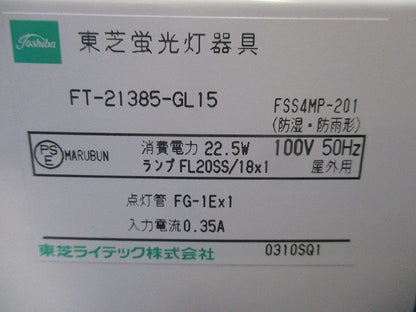 Toshiba 東芝蛍光灯器具
FT-21385-GL15 FSS4MP-201
(防湿・防雨形)
PS E MARUBUN 消費電力 22.5W 100V 50Hz
ランプ FL20SS/18x1 屋外用
点灯管 FG-1Ex1
入力電流0.35A
東芝ライテック株式会社 0310SQ1